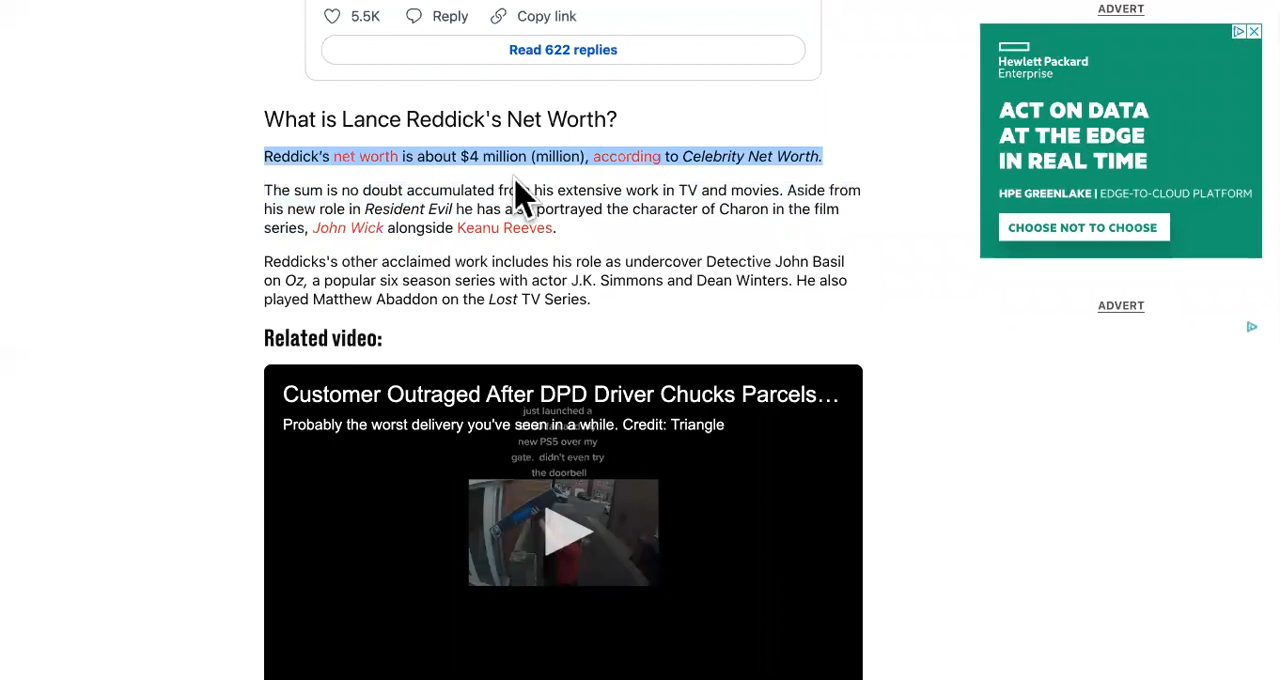 5.5K Reply Copy link
Read 622 replies
What is Lance Reddick's Net Worth?
Reddick's net worth is about $4 million (million), according to Celebrity Net Worth.
The sum is no doubt accumulated from his extensive work in TV and movies. Aside from
his new role in Resident Evil he has portrayed the character of Charon in the film
series, John Wick alongside Keanu Reeves.
Reddicks's other acclaimed work includes his role as undercover Detective John Basil
on Oz, a popular six season series with actor J.K. Simmons and Dean Winters. He also
played Matthew Abaddon on the Lost TV Series.
Related video:
Customer Outraged After DPD Driver Chucks Parcels…
Probably the worst delivery you've seen in a while. Credit: Triangle
just launched a
new PS5 over my
gate. didn't even try
the doorbell
ADVERT
Hewlett Packard
Enterprise
ACT ON DATA
AT THE EDGE
IN REAL TIME
HPE GREENLAKE | EDGE-TO-CLOUD PLATFORM
CHOOSE NOT TO CHOOSE
ADVERT